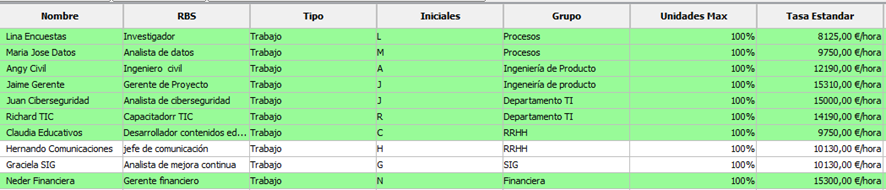 Nombre RBS Tipo Iniciales Grupo Unidades Max Tasa Estandar
Lina Encuestas Investigador Trabajo L Procesos 100% 8125,00 €/hora
Maria Jose Datos Analista de datos Trabajo M Procesos 100% 9750,00 €/hora
Angy Civil Ingeniero civil Trabajo A Ingeniería de Producto 100% 12190,00 €/hora
Jaime Gerente Gerente de Proyecto Trabajo J Ingeneiría de producto 100% 15310,00 €/hora
Juan Ciberseguridad Analista de ciberseguridad Trabajo J Departamento TI 100% 15000,00 €/hora
Richard TIC Capacitadorr TIC Trabajo R Departamento TI 100% 14190,00 €/hora
Claudia Educativos Desarrollador contenidos ed... Trabajo C RRHH 100% 9750,00 €/hora
Hernando Comunicaciones jefe de comunicación Trabajo H RRHH 100% 10130,00 €/hora
Graciela SIG Analista de mejora continua Trabajo G SIG 100% 10130,00 €/hora
Neder Financiera Gerente financiero Trabajo N Financiera 100% 15300,00 €/hora